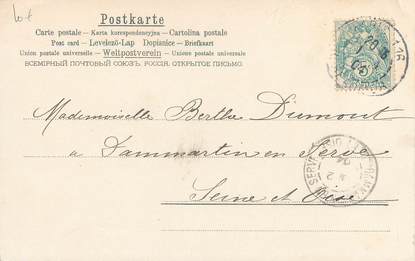 Postkarte
Carte postale – Karta korespondencyjna – Cartolina postale
Post card – Levelező-Lap – Dopisnice – Briefkaart
Union postale universelle – Weltpostverein – Unione postale universale
ВСЕМІРНЫЙ ПОЧТОВЫЙ СОЮЗЪ. РОССІЯ. ОТКРЫТОЕ ПИСЬМО.
Mademoiselle Berthe Dumont
a Dammartin en Serve
Seine et Oise